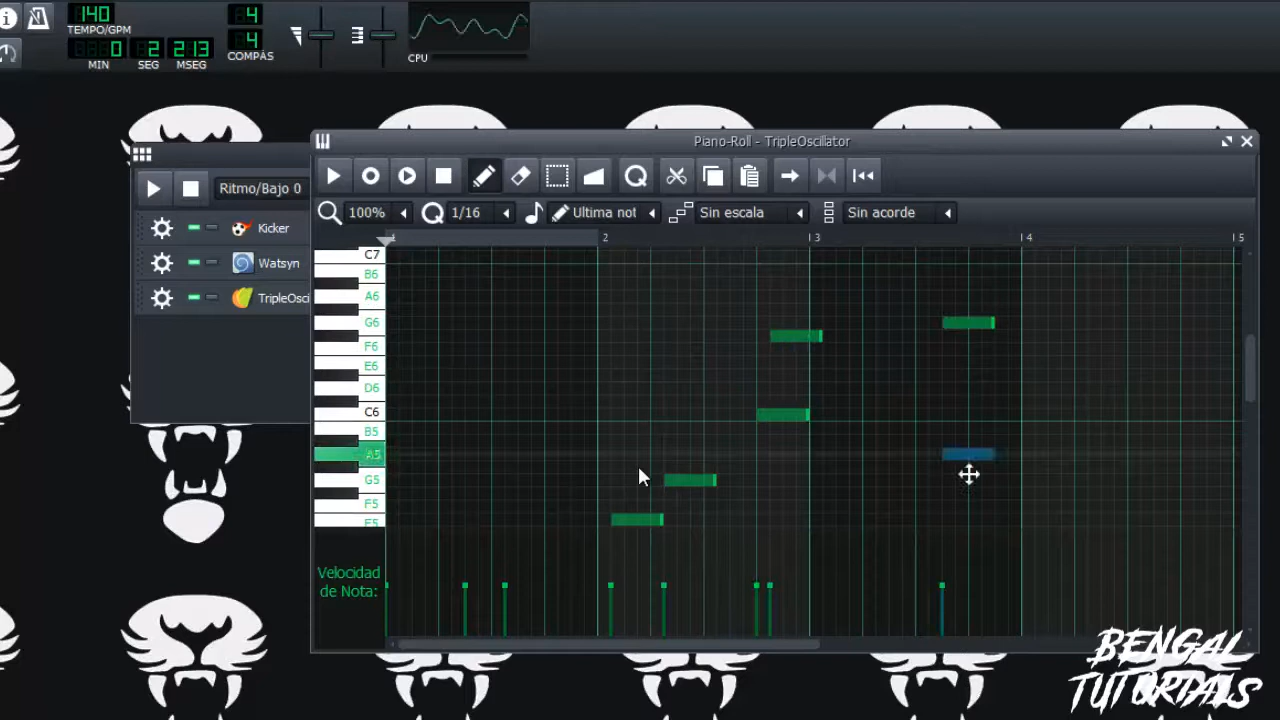 140
TEMPO/GPM
0 2 213
MIN SEG MSEG
4
4
COMPÁS
CPU
Piano-Roll - TripleOscillator
Ritmo/Bajo 0
Kicker
Watsyn
TripleOsci
100%
1/16
Ultima not
Sin escala
Sin acorde
1 2 3 4 5
C7
B6
A6
G6
F6
E6
D6
C6
B5
A5
G5
F5
E5
Velocidad
de Nota:
BENGAL
TUTORIALS